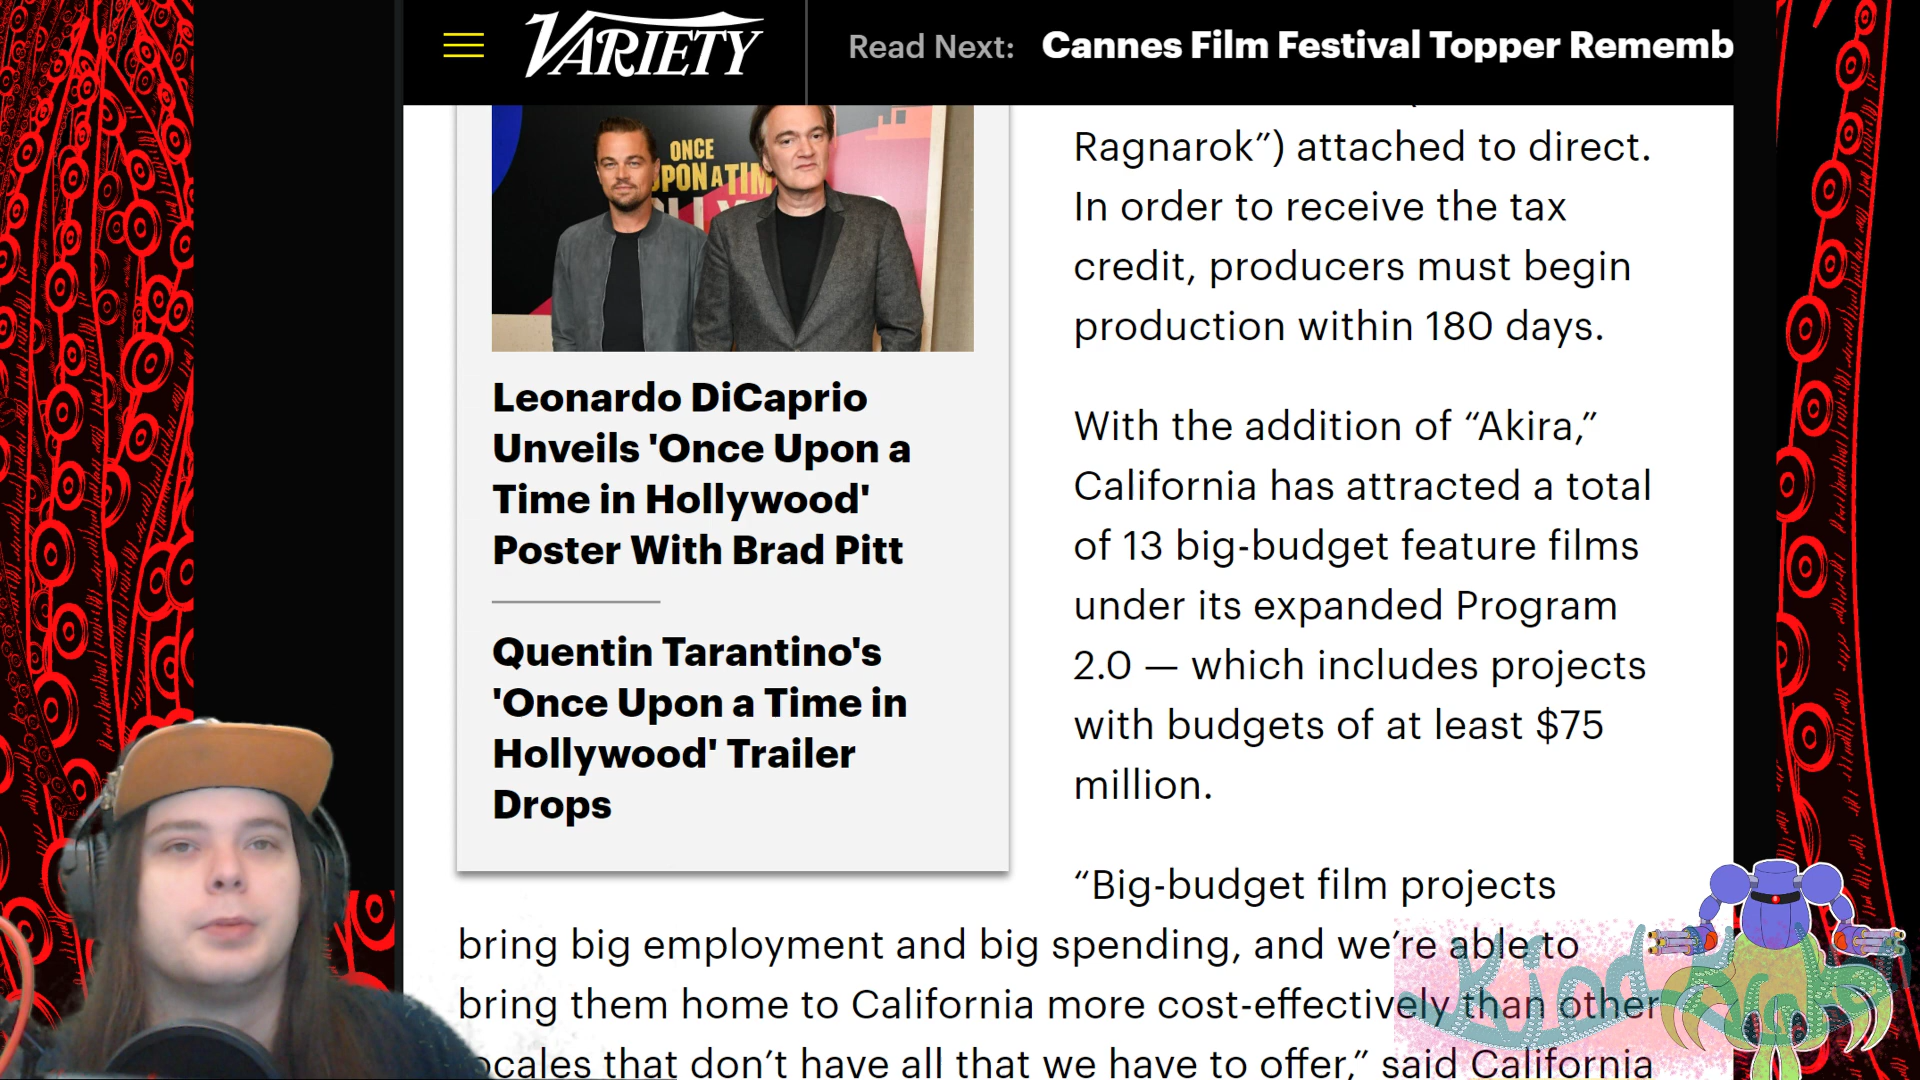 VARIETY
Read Next: Cannes Film Festival Topper Rememb
ONCE
UPON A TIM
Leonardo DiCaprio
Unveils 'Once Upon a
Time in Hollywood'
Poster With Brad Pitt
Quentin Tarantino's
'Once Upon a Time in
Hollywood' Trailer
Drops
Ragnarok”) attached to direct.
In order to receive the tax
credit, producers must begin
production within 180 days.
With the addition of “Akira,”
California has attracted a total
of 13 big-budget feature films
under its expanded Program
2.0 — which includes projects
with budgets of at least $75
million.
“Big-budget film projects
bring big employment and big spending, and we’re able to
bring them home to California more cost-effectively than other
locales that don’t have all that we have to offer,” said California